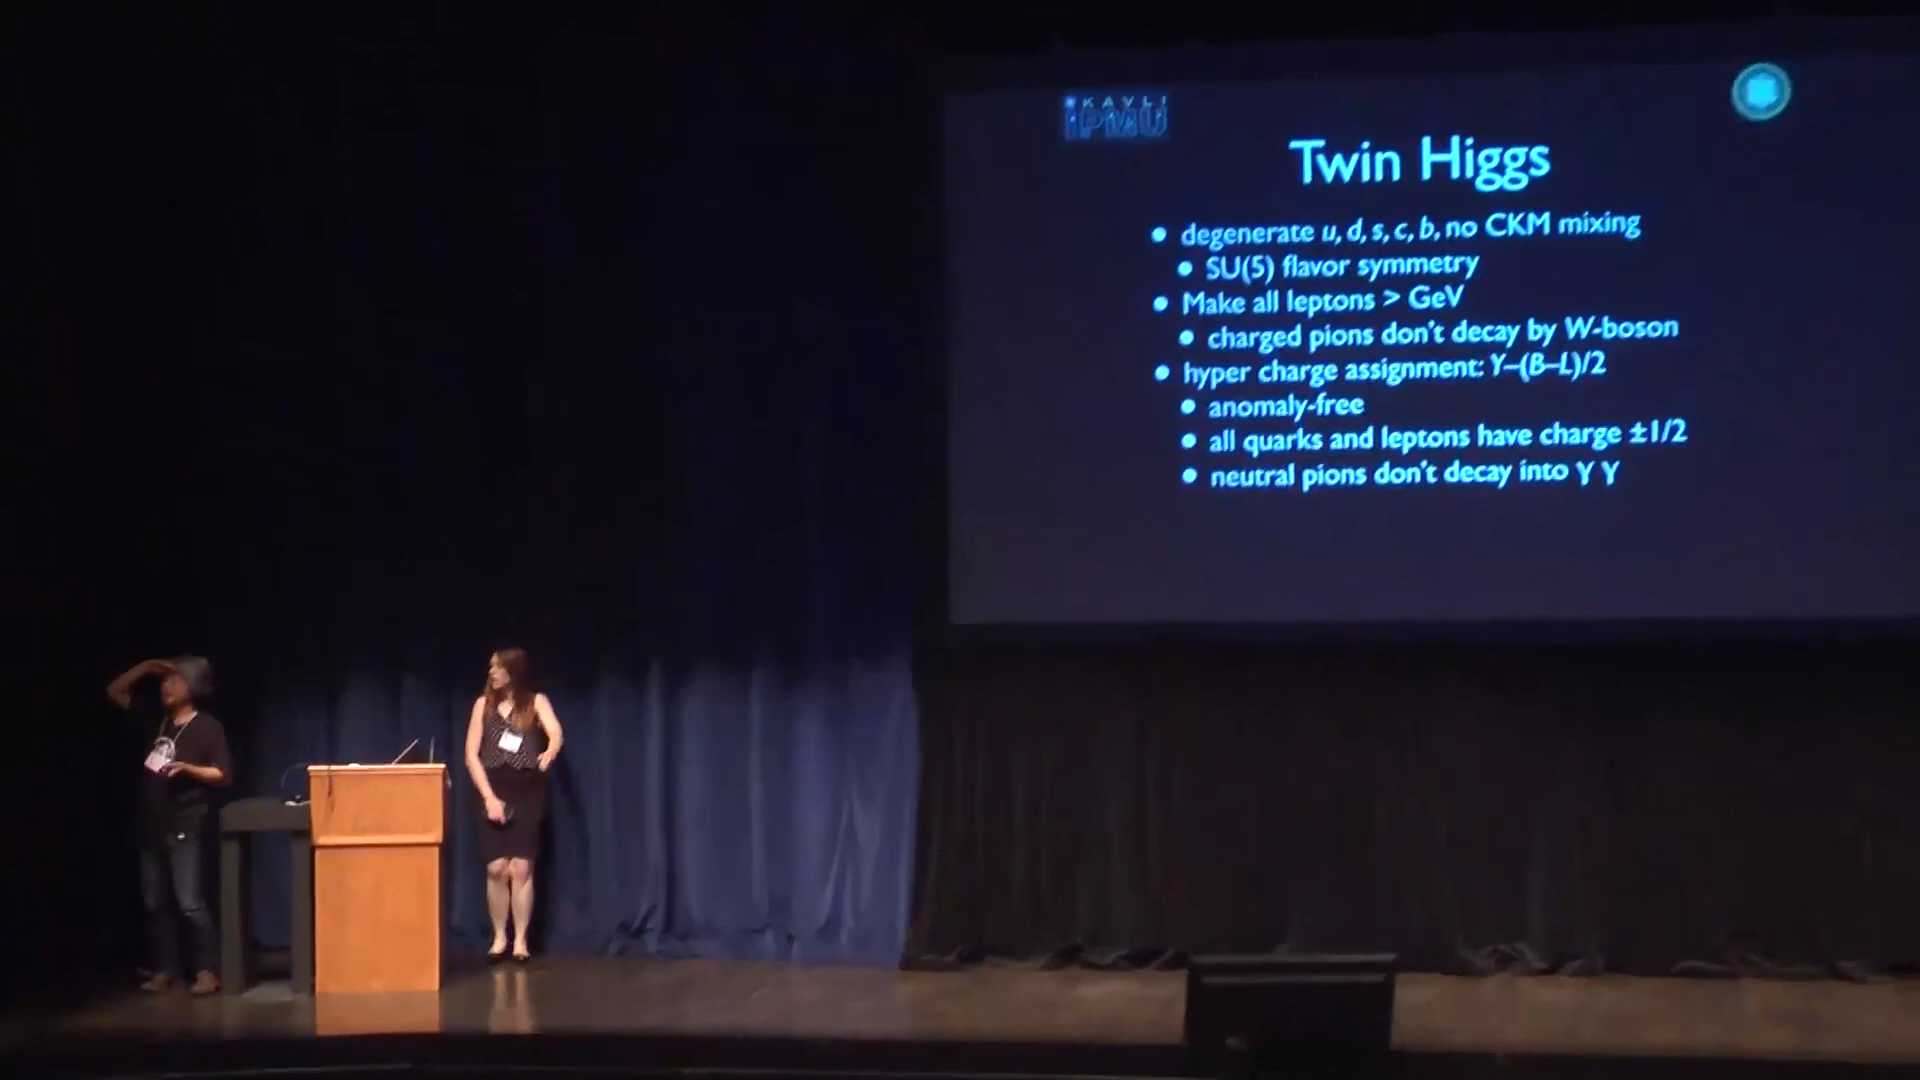 KAVLI
IPMU
Twin Higgs
• degenerate u, d, s, c, b, no CKM mixing
• SU(5) flavor symmetry
• Make all leptons > GeV
• charged pions don't decay by W-boson
• hyper charge assignment: Y–(B–L)/2
• anomaly-free
• all quarks and leptons have charge ±1/2
• neutral pions don't decay into γ γ